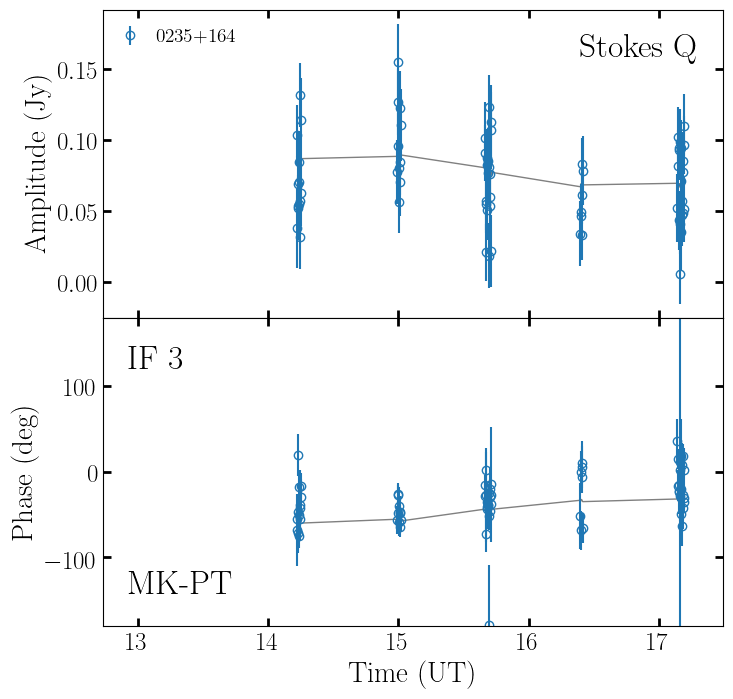 0235+164
Stokes Q
0.15
0.10
0.05
0.00
Amplitude (Jy)
IF 3
100
0
−100
Phase (deg)
MK-PT
13 14 15 16 17
Time (UT)